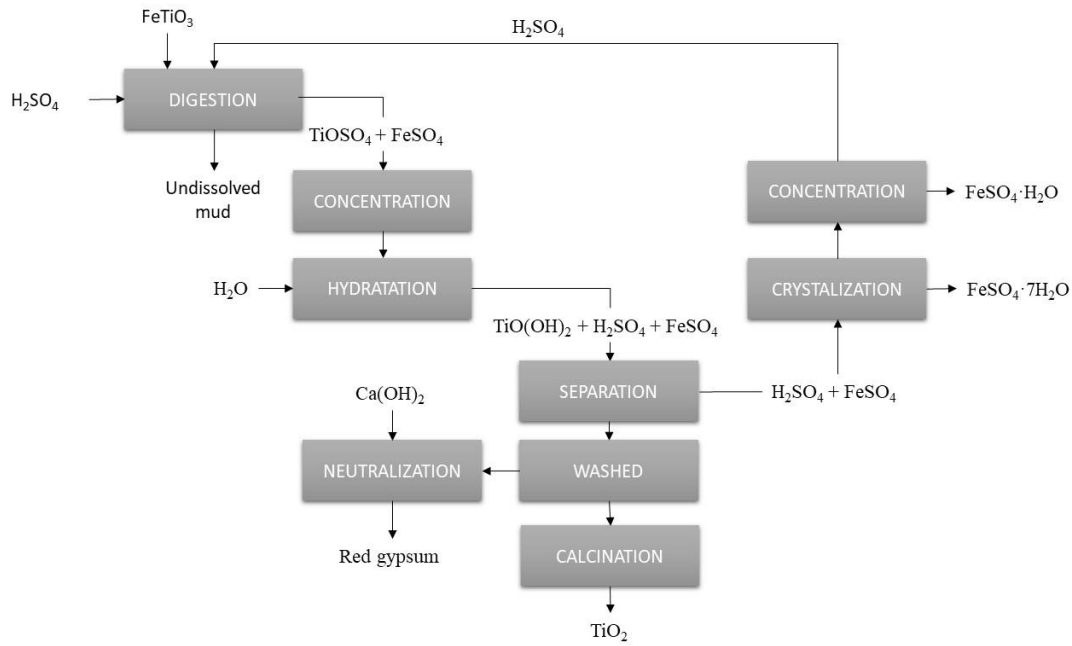 FeTiO₃
H₂SO₄
H₂SO₄
DIGESTION
TiOSO₄ + FeSO₄
Undissolved
mud
CONCENTRATION
CONCENTRATION
FeSO₄·H₂O
H₂O
HYDRATATION
CRYSTALIZATION
FeSO₄·7H₂O
TiO(OH)₂ + H₂SO₄ + FeSO₄
SEPARATION
H₂SO₄ + FeSO₄
Ca(OH)₂
NEUTRALIZATION
WASHED
Red gypsum
CALCINATION
TiO₂